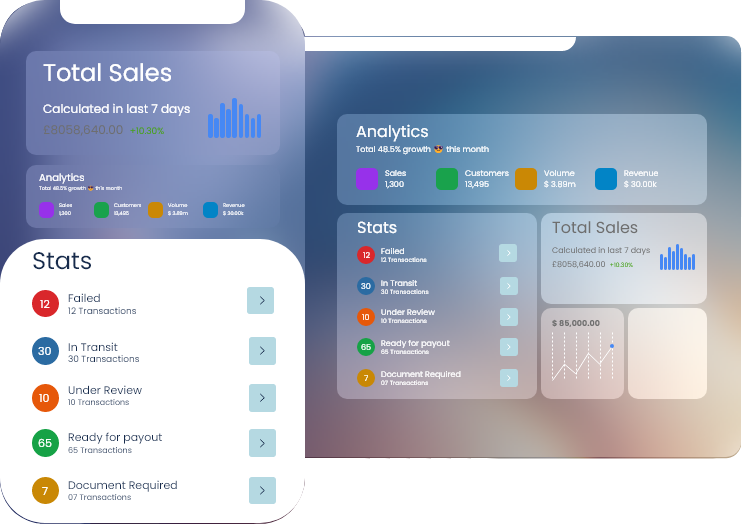 Total Sales
Calculated in last 7 days
£8058,640.00 +10.30%
Analytics
Total 48.5% growth 😎 this month
Sales
1,300
Customers
13,495
Volume
$ 3.89m
Revenue
$ 30.00k
Stats
12
Failed
12 Transactions
30
In Transit
30 Transactions
10
Under Review
10 Transactions
65
Ready for payout
65 Transactions
7
Document Required
07 Transactions
Analytics
Total 48.5% growth 😎 this month
Sales
1,300
Customers
13,495
Volume
$ 3.89m
Revenue
$ 30.00k
Stats
12
Failed
12 Transactions
30
In Transit
30 Transactions
10
Under Review
10 Transactions
65
Ready for payout
65 Transactions
7
Document Required
07 Transactions
Total Sales
Calculated in last 7 days
£8058,640.00 +10.30%
$ 85,000.00